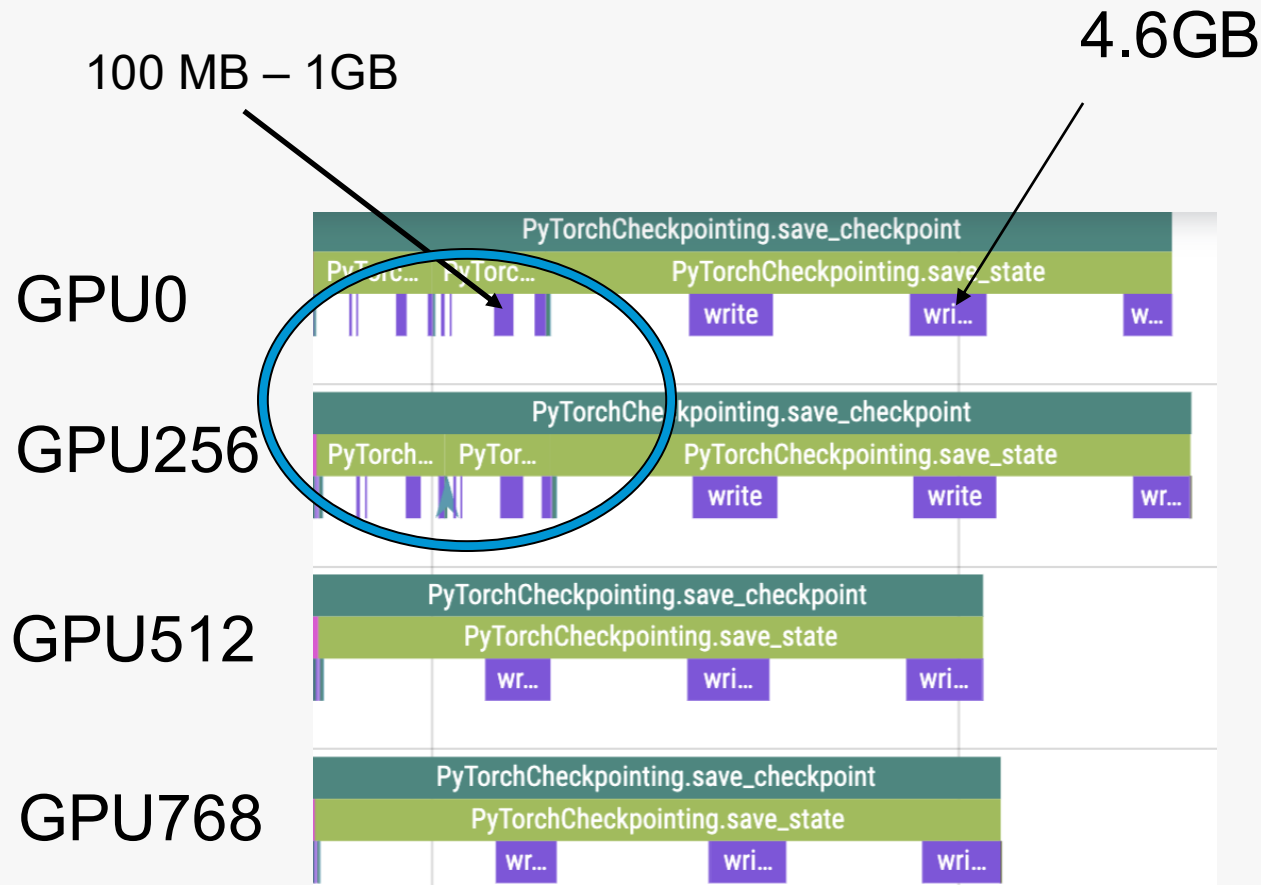 4.6GB
100 MB – 1GB
GPU0
PyTorchCheckpointing.save_checkpoint
PyTorc... PyTorc... PyTorchCheckpointing.save_state
write wri... w...
GPU256
PyTorchCheckpointing.save_checkpoint
PyTorch... PyTor... PyTorchCheckpointing.save_state
write write wr...
GPU512
PyTorchCheckpointing.save_checkpoint
PyTorchCheckpointing.save_state
wr... wri... wri...
GPU768
PyTorchCheckpointing.save_checkpoint
PyTorchCheckpointing.save_state
wr... wri... wri...